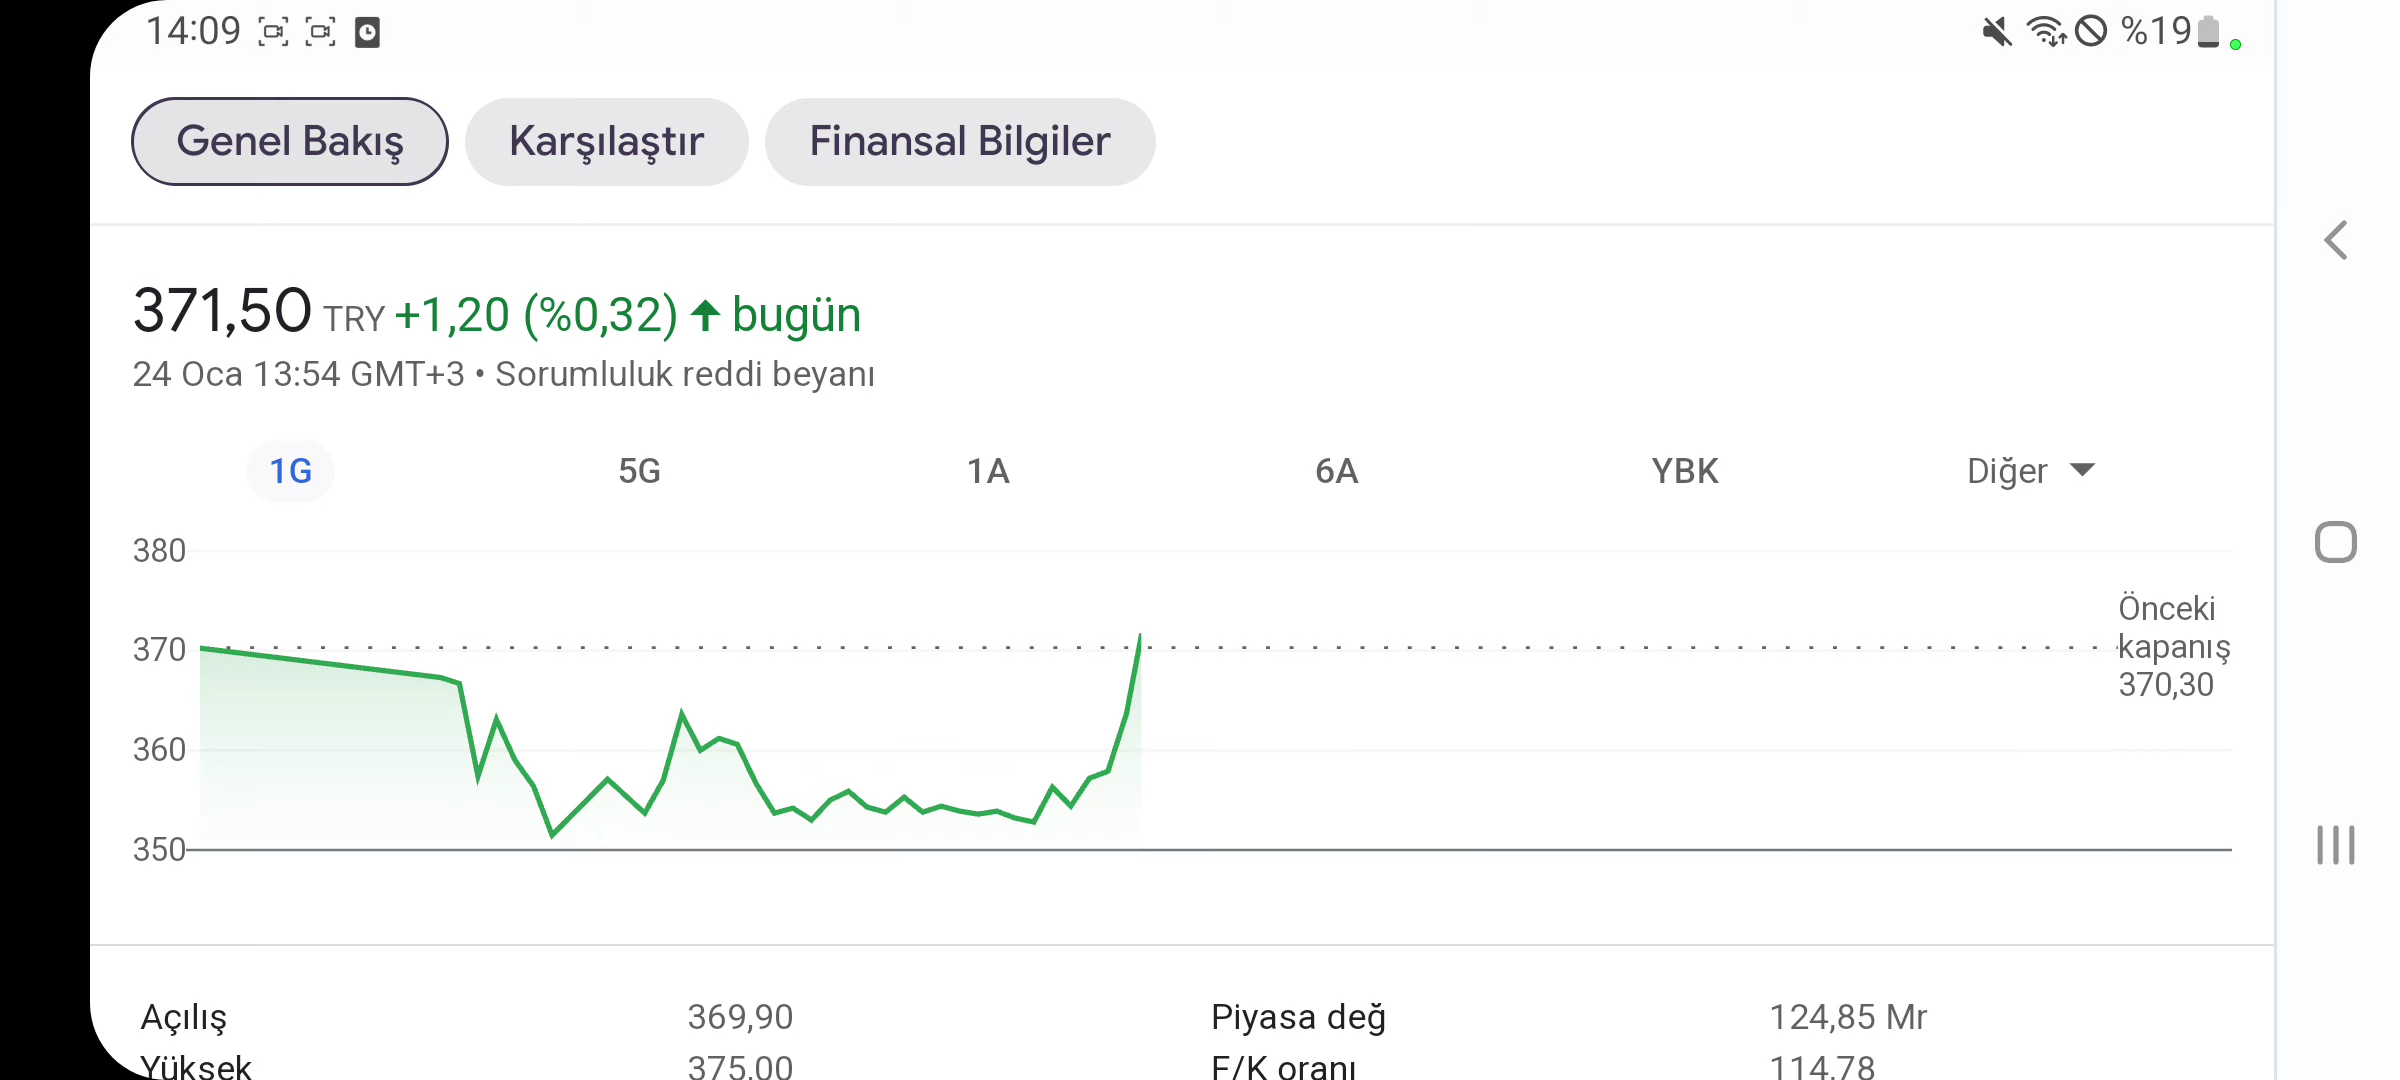 14:09 %19
Genel Bakış Karşılaştır Finansal Bilgiler
371,50 TRY +1,20 (%0,32) ↑ bugün
24 Oca 13:54 GMT+3 • Sorumluluk reddi beyanı
1G 5G 1A 6A YBK Diğer
380
370
360
350
Önceki
kapanış
370,30
Açılış 369,90 Piyasa değ 124,85 Mr
Yüksek 375,00 F/K oranı 114,78